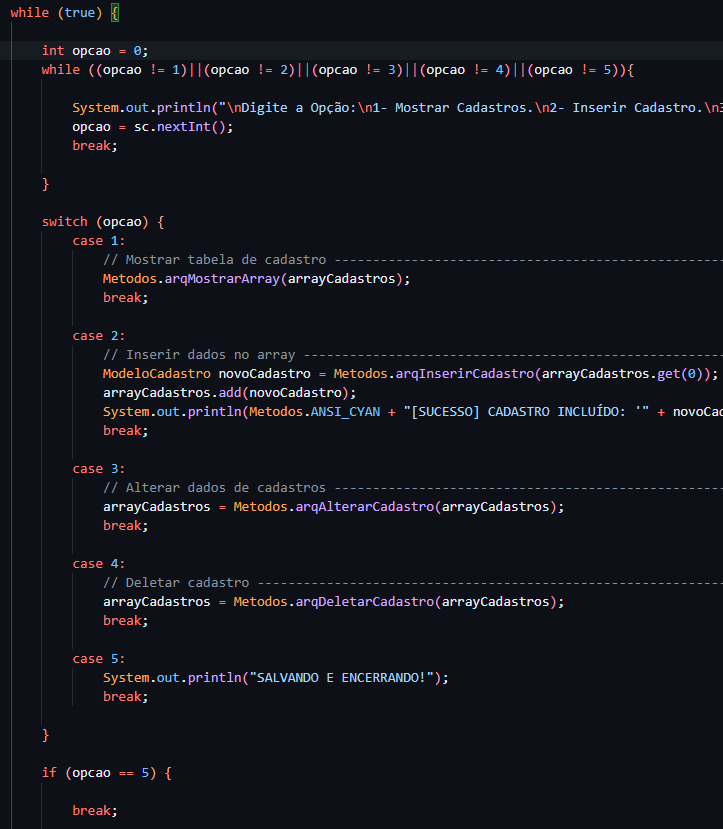 while (true) {
int opcao = 0;
while ((opcao != 1)||(opcao != 2)||(opcao != 3)||(opcao != 4)||(opcao != 5)){
System.out.println("\nDigite a Opção:\n1- Mostrar Cadastros.\n2- Inserir Cadastro.\n3
opcao = sc.nextInt();
break;
}
switch (opcao) {
case 1:
// Mostrar tabela de cadastro ---------------------------------------------------
Metodos.arqMostrarArray(arrayCadastros);
break;
case 2:
// Inserir dados no array -------------------------------------------------------
ModeloCadastro novoCadastro = Metodos.arqInserirCadastro(arrayCadastros.get(0));
arrayCadastros.add(novoCadastro);
System.out.println(Metodos.ANSI_CYAN + "[SUCESSO] CADASTRO INCLUÍDO: '" + novoCad
break;
case 3:
// Alterar dados de cadastros ---------------------------------------------------
arrayCadastros = Metodos.arqAlterarCadastro(arrayCadastros);
break;
case 4:
// Deletar cadastro -------------------------------------------------------------
arrayCadastros = Metodos.arqDeletarCadastro(arrayCadastros);
break;
case 5:
System.out.println("SALVANDO E ENCERRANDO!");
break;
}
if (opcao == 5) {
break;